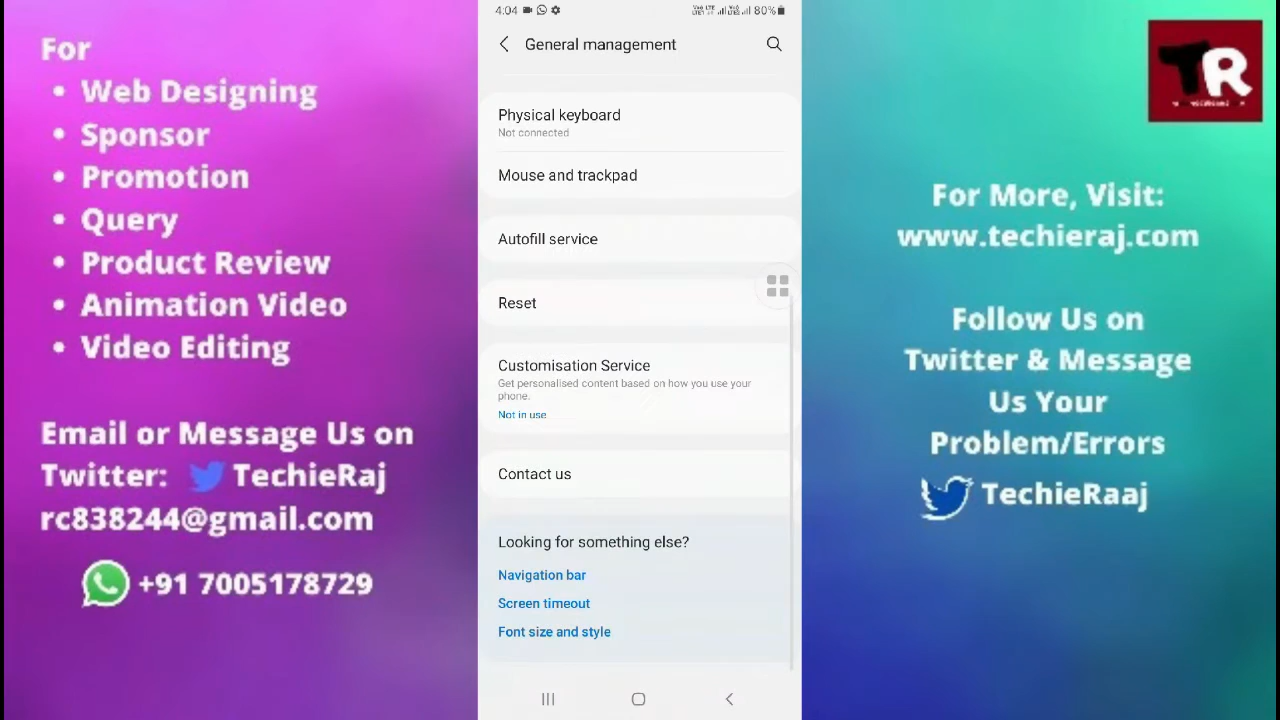 For
• Web Designing
• Sponsor
• Promotion
• Query
• Product Review
• Animation Video
• Video Editing
Email or Message Us on
Twitter: TechieRaj
rc838244@gmail.com
+91 7005178729
4:04
80%
General management
Physical keyboard
Not connected
Mouse and trackpad
Autofill service
Reset
Customisation Service
Get personalised content based on how you use your
phone.
Not in use
Contact us
Looking for something else?
Navigation bar
Screen timeout
Font size and style
TR
For More, Visit:
www.techieraj.com
Follow Us on
Twitter & Message
Us Your
Problem/Errors
TechieRaaj